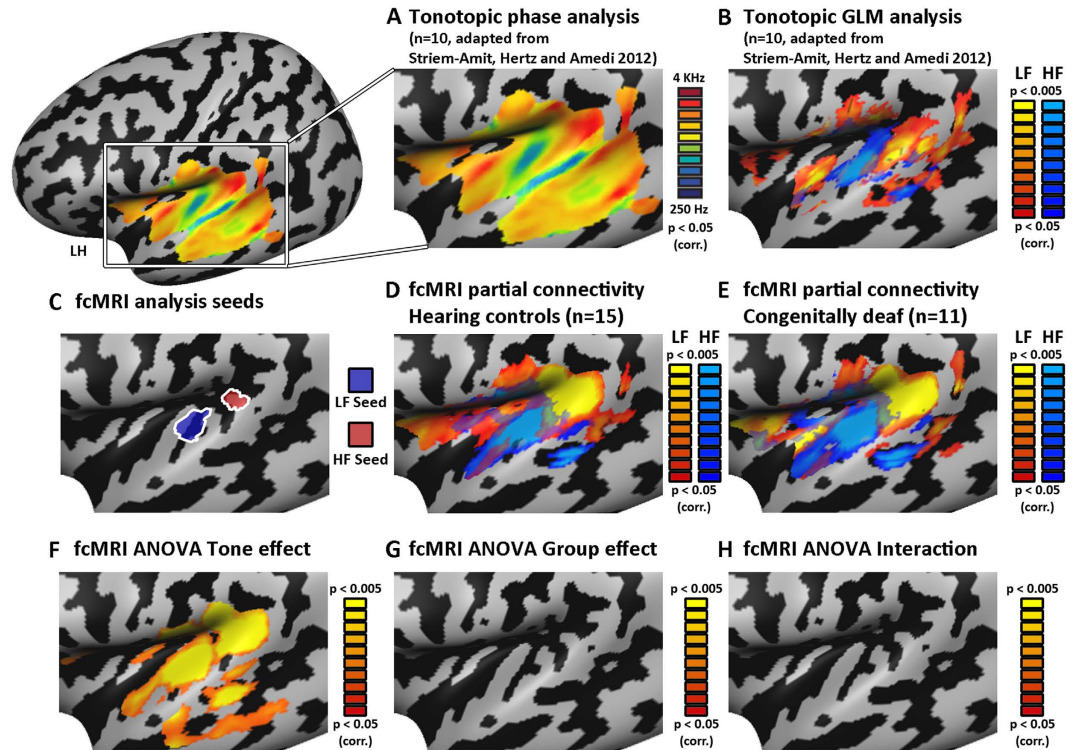 A Tonotopic phase analysis
(n=10, adapted from
Striem-Amit, Hertz and Amedi 2012)
4 KHz
250 Hz
p < 0.05
(corr.)
B Tonotopic GLM analysis
(n=10, adapted from
Striem-Amit, Hertz and Amedi 2012)
LF HF
p < 0.005
p < 0.05
(corr.)
LH
C fcMRI analysis seeds
LF Seed
HF Seed
D fcMRI partial connectivity
Hearing controls (n=15)
LF HF
p < 0.005
p < 0.05
(corr.)
E fcMRI partial connectivity
Congenitally deaf (n=11)
LF HF
p < 0.005
p < 0.05
(corr.)
F fcMRI ANOVA Tone effect
p < 0.005
p < 0.05
(corr.)
G fcMRI ANOVA Group effect
p < 0.005
p < 0.05
(corr.)
H fcMRI ANOVA Interaction
p < 0.005
p < 0.05
(corr.)